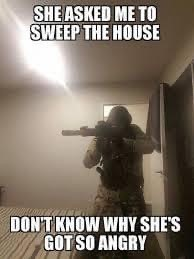 SHE ASKED ME TO
SWEEP THE HOUSE
DON'T KNOW WHY SHE'S
GOT SO ANGRY